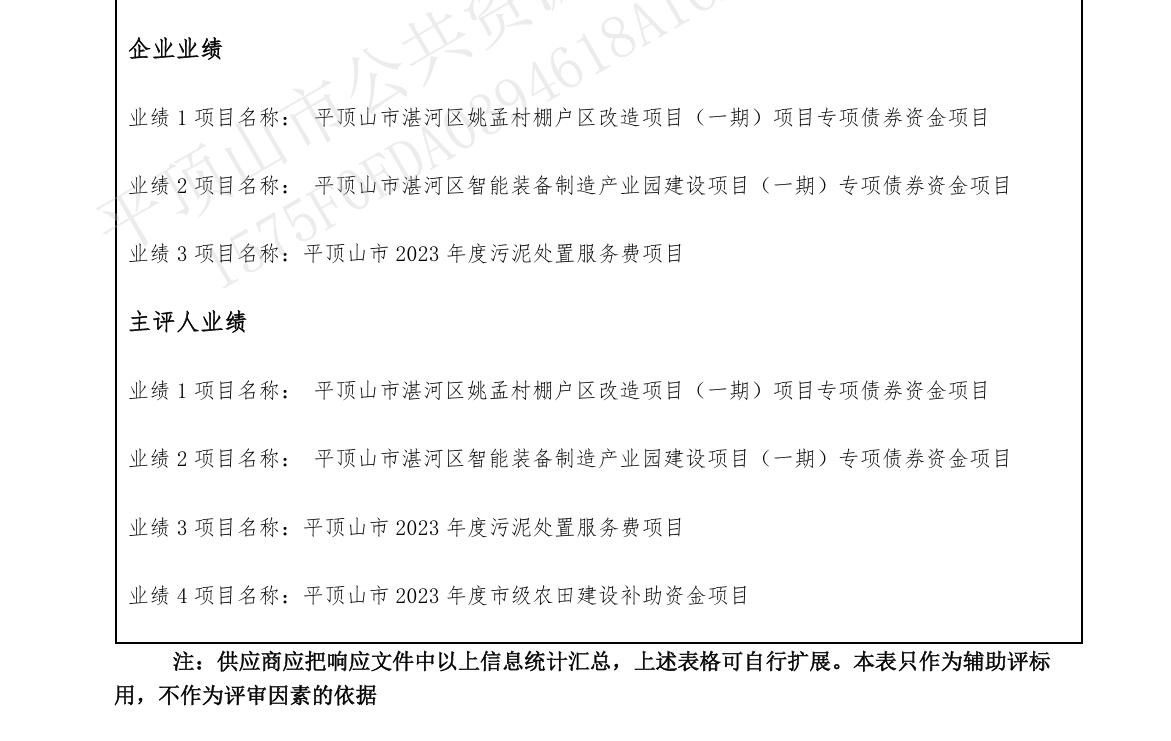 企业业绩
业绩 1 项目名称： 平顶山市湛河区姚孟村棚户区改造项目（一期）项目专项债券资金项目
业绩 2 项目名称： 平顶山市湛河区智能装备制造产业园建设项目（一期）专项债券资金项目
业绩 3 项目名称：平顶山市 2023 年度污泥处置服务费项目
主评人业绩
业绩 1 项目名称： 平顶山市湛河区姚孟村棚户区改造项目（一期）项目专项债券资金项目
业绩 2 项目名称： 平顶山市湛河区智能装备制造产业园建设项目（一期）专项债券资金项目
业绩 3 项目名称：平顶山市 2023 年度污泥处置服务费项目
业绩 4 项目名称：平顶山市 2023 年度市级农田建设补助资金项目
注：供应商应把响应文件中以上信息统计汇总，上述表格可自行扩展。本表只作为辅助评标
用，不作为评审因素的依据
平顶山市公共资